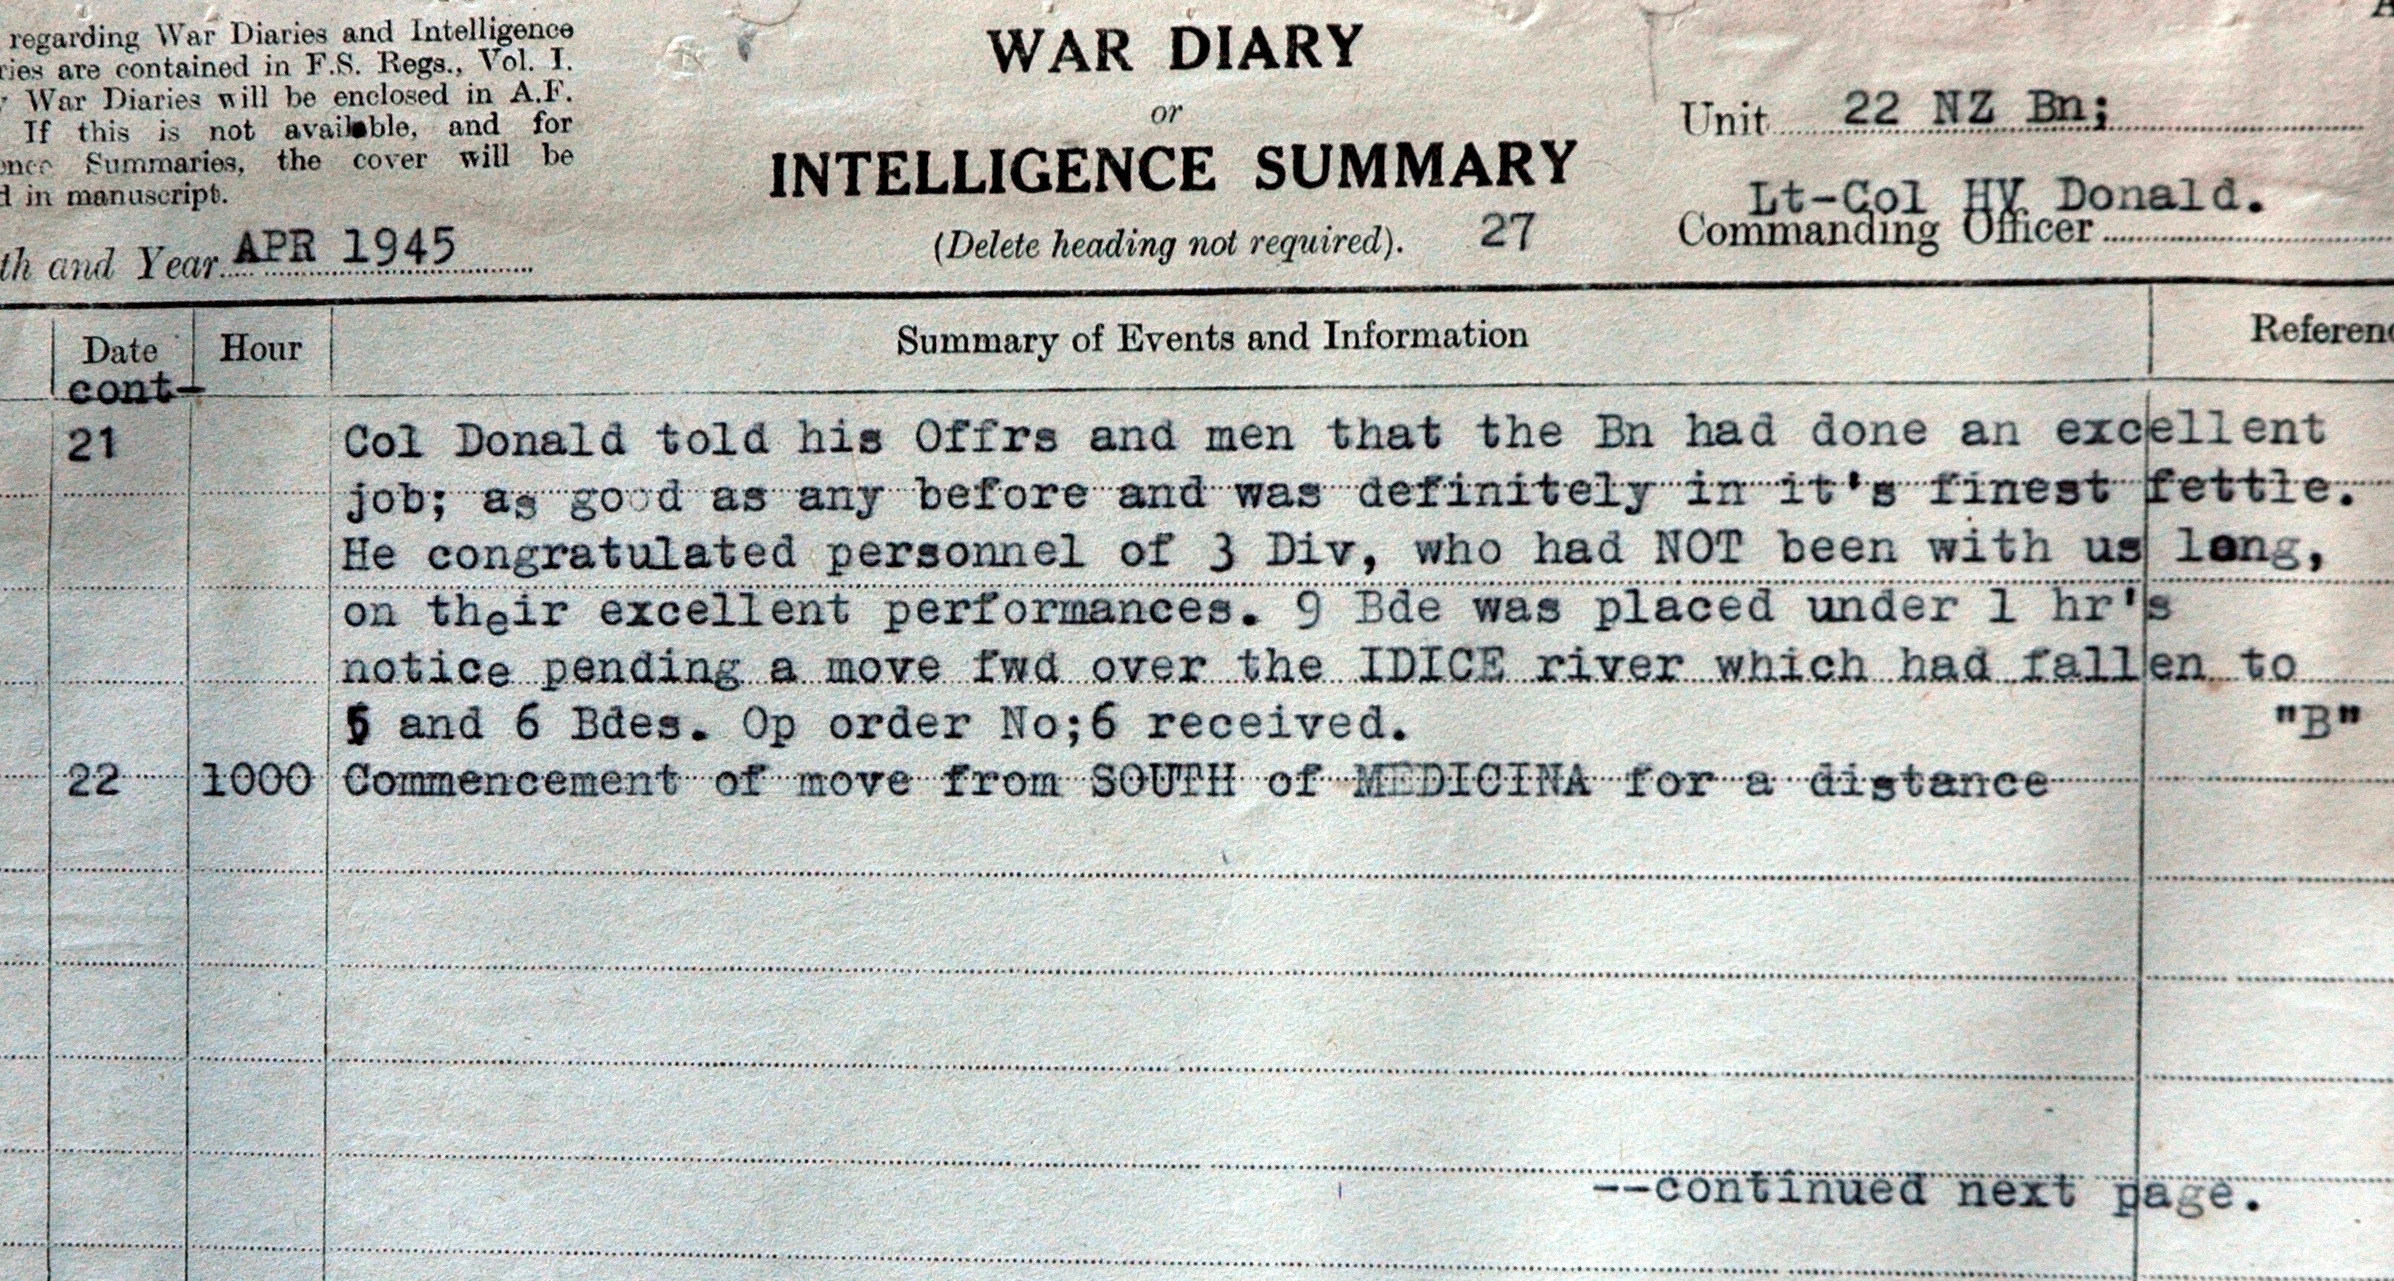 regarding War Diaries and Intelligence
ries are contained in F.S. Regs., Vol. I.
War Diaries will be enclosed in A.F.
If this is not available, and for
ence Summaries, the cover will be
d in manuscript.
th and Year APR 1945
WAR DIARY
or
INTELLIGENCE SUMMARY
(Delete heading not required). 27
Unit 22 NZ Bn;
Lt-Col HV Donald.
Commanding Officer
Date Hour Summary of Events and Information Referenc
cont-
21 Col Donald told his Offrs and men that the Bn had done an excellent
job; as good as any before and was definitely in it's finest fettle.
He congratulated personnel of 3 Div, who had NOT been with us long,
on their excellent performances. 9 Bde was placed under 1 hr's
notice pending a move fwd over the IDICE river which had fallen to
5 and 6 Bdes. Op order No;6 received. "B"
22 1000 Commencement of move from SOUTH of MEDICINA for a distance
--continued next page.